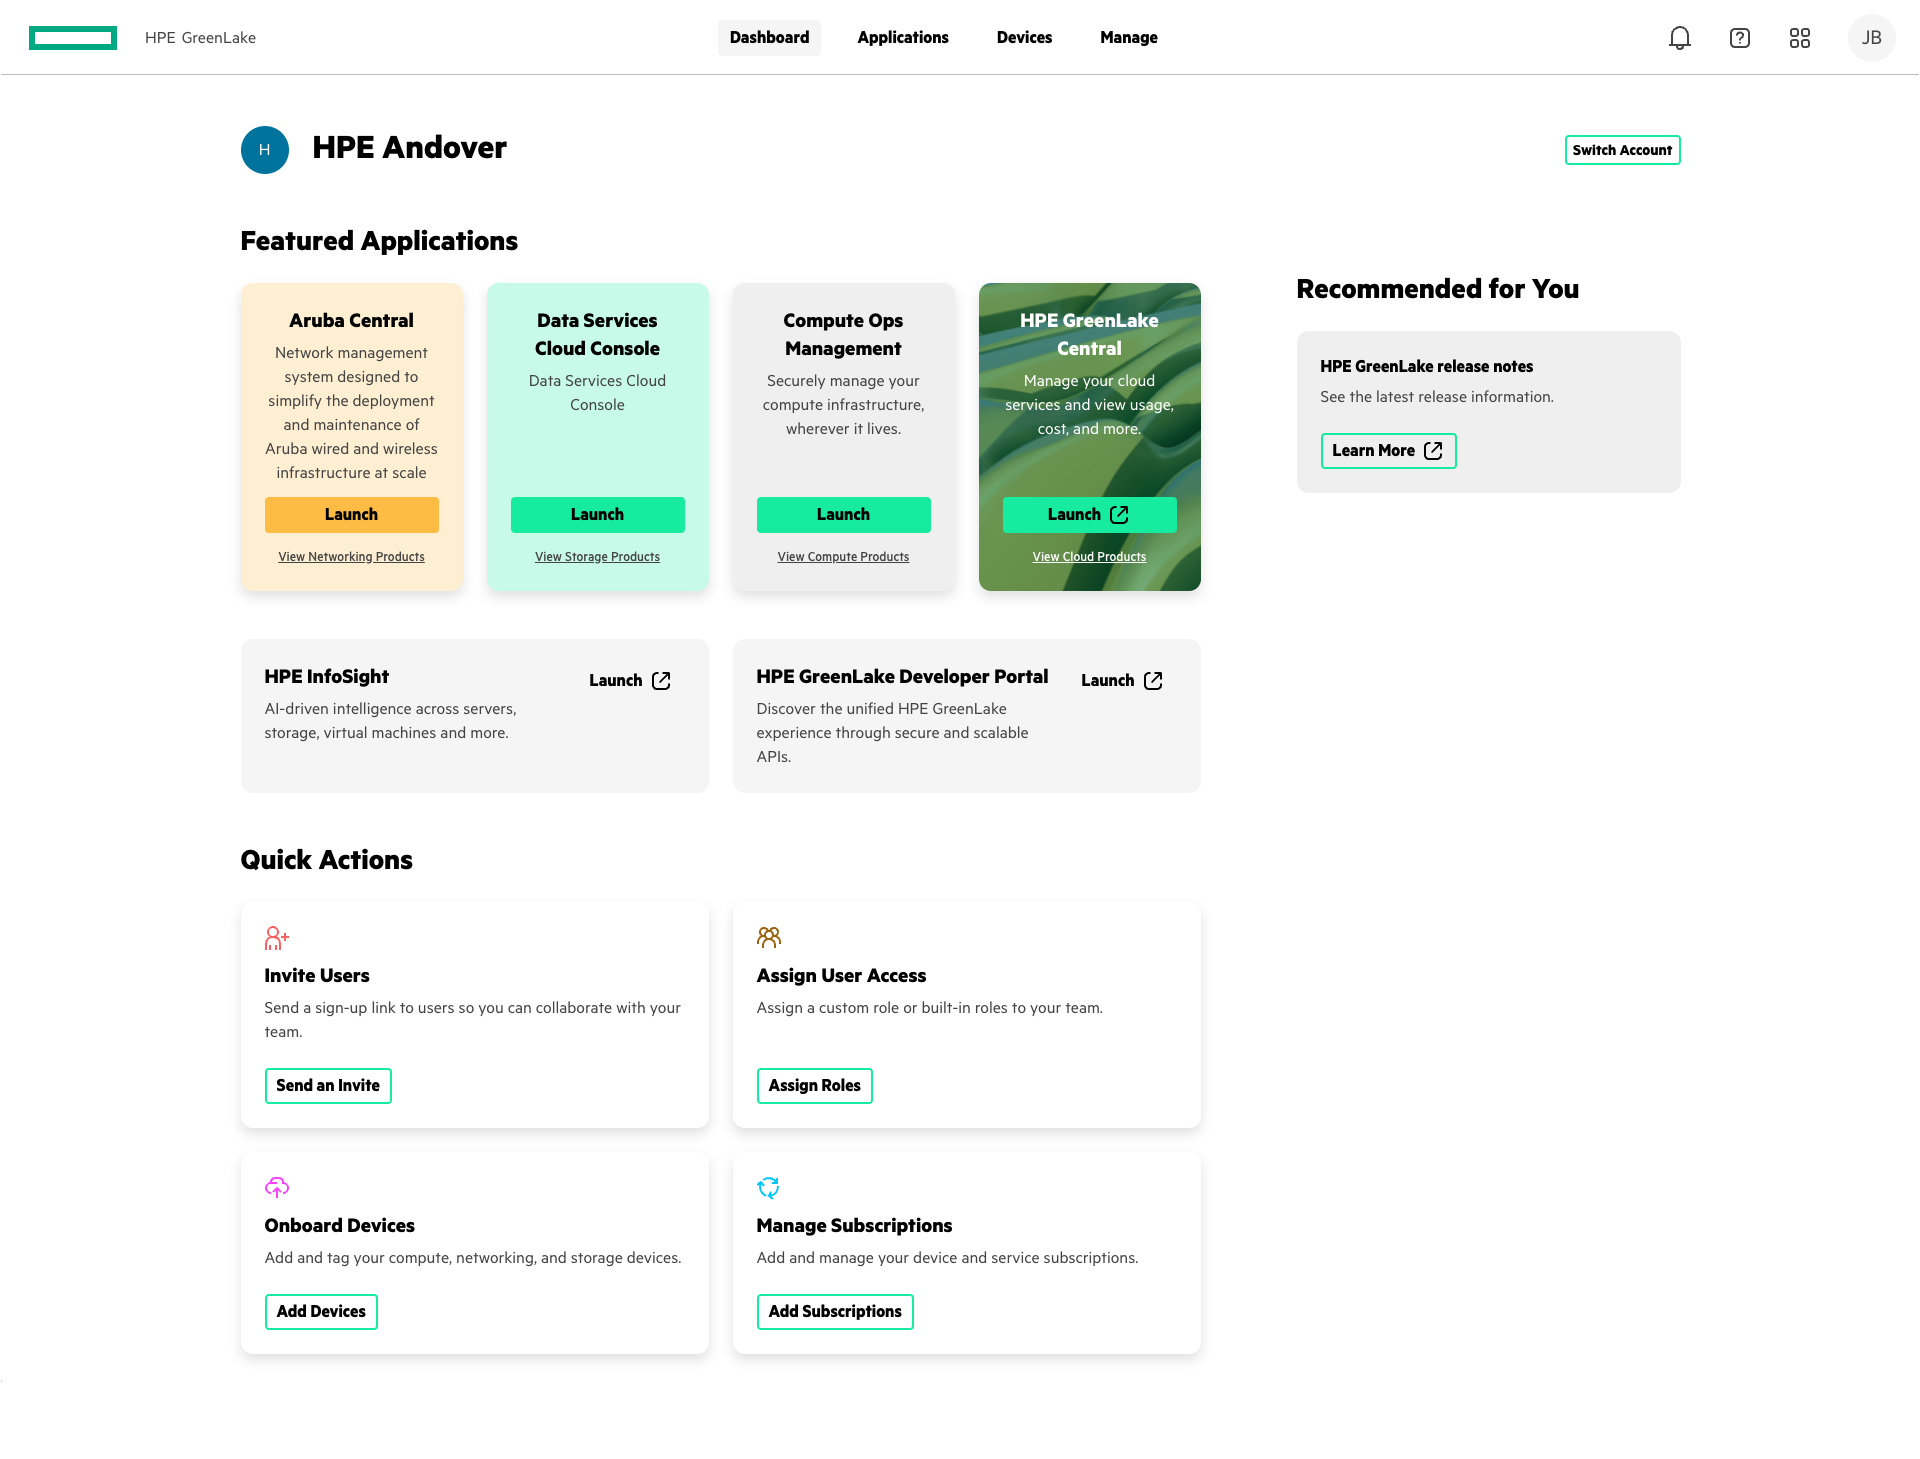 HPE GreenLake
Dashboard
Applications
Devices
Manage
JB
H
HPE Andover
Switch Account
Featured Applications
Aruba Central
Network management
system designed to
simplify the deployment
and maintenance of
Aruba wired and wireless
infrastructure at scale
Launch
View Networking Products
Data Services
Cloud Console
Data Services Cloud
Console
Launch
View Storage Products
Compute Ops
Management
Securely manage your
compute infrastructure,
wherever it lives.
Launch
View Compute Products
HPE GreenLake
Central
Manage your cloud
services and view usage,
cost, and more.
Launch
View Cloud Products
Recommended for You
HPE GreenLake release notes
See the latest release information.
Learn More
HPE InfoSight
Launch
AI-driven intelligence across servers,
storage, virtual machines and more.
HPE GreenLake Developer Portal
Launch
Discover the unified HPE GreenLake
experience through secure and scalable
APIs.
Quick Actions
Invite Users
Send a sign-up link to users so you can collaborate with your
team.
Send an Invite
Assign User Access
Assign a custom role or built-in roles to your team.
Assign Roles
Onboard Devices
Add and tag your compute, networking, and storage devices.
Add Devices
Manage Subscriptions
Add and manage your device and service subscriptions.
Add Subscriptions